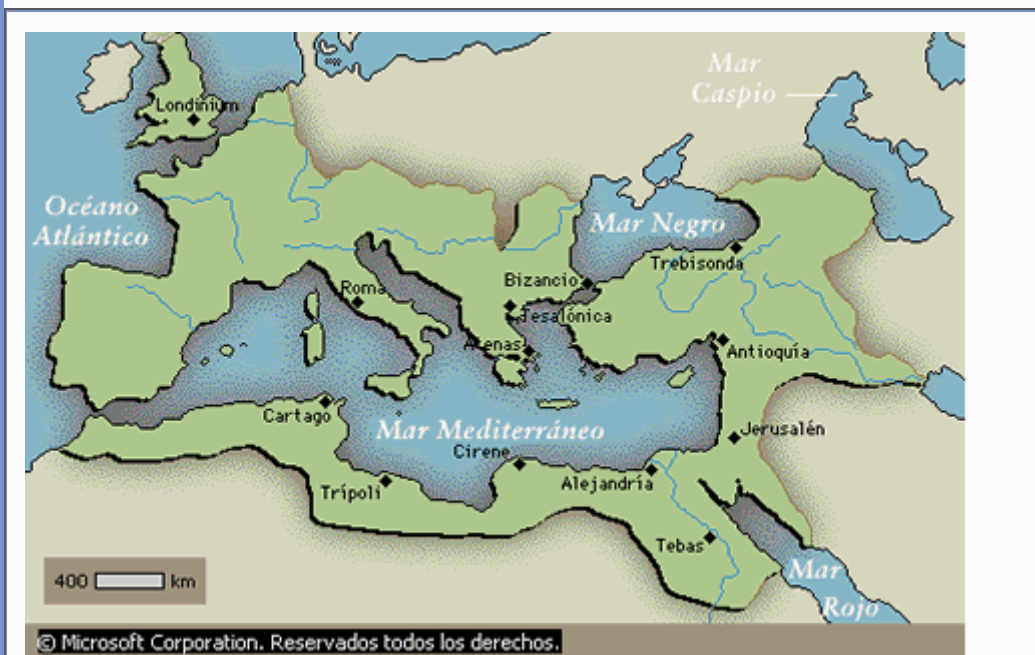 Mar
Caspio
Londinium
Océano
Atlántico
Mar Negro
Trebisonda
Bizancio
Roma
Tesalónica
Atenas
Antioquía
Cartago
Mar Mediterráneo
Jerusalén
Cirene
Trípoli
Alejandría
Tebas
Mar
Rojo
400 km
© Microsoft Corporation. Reservados todos los derechos.